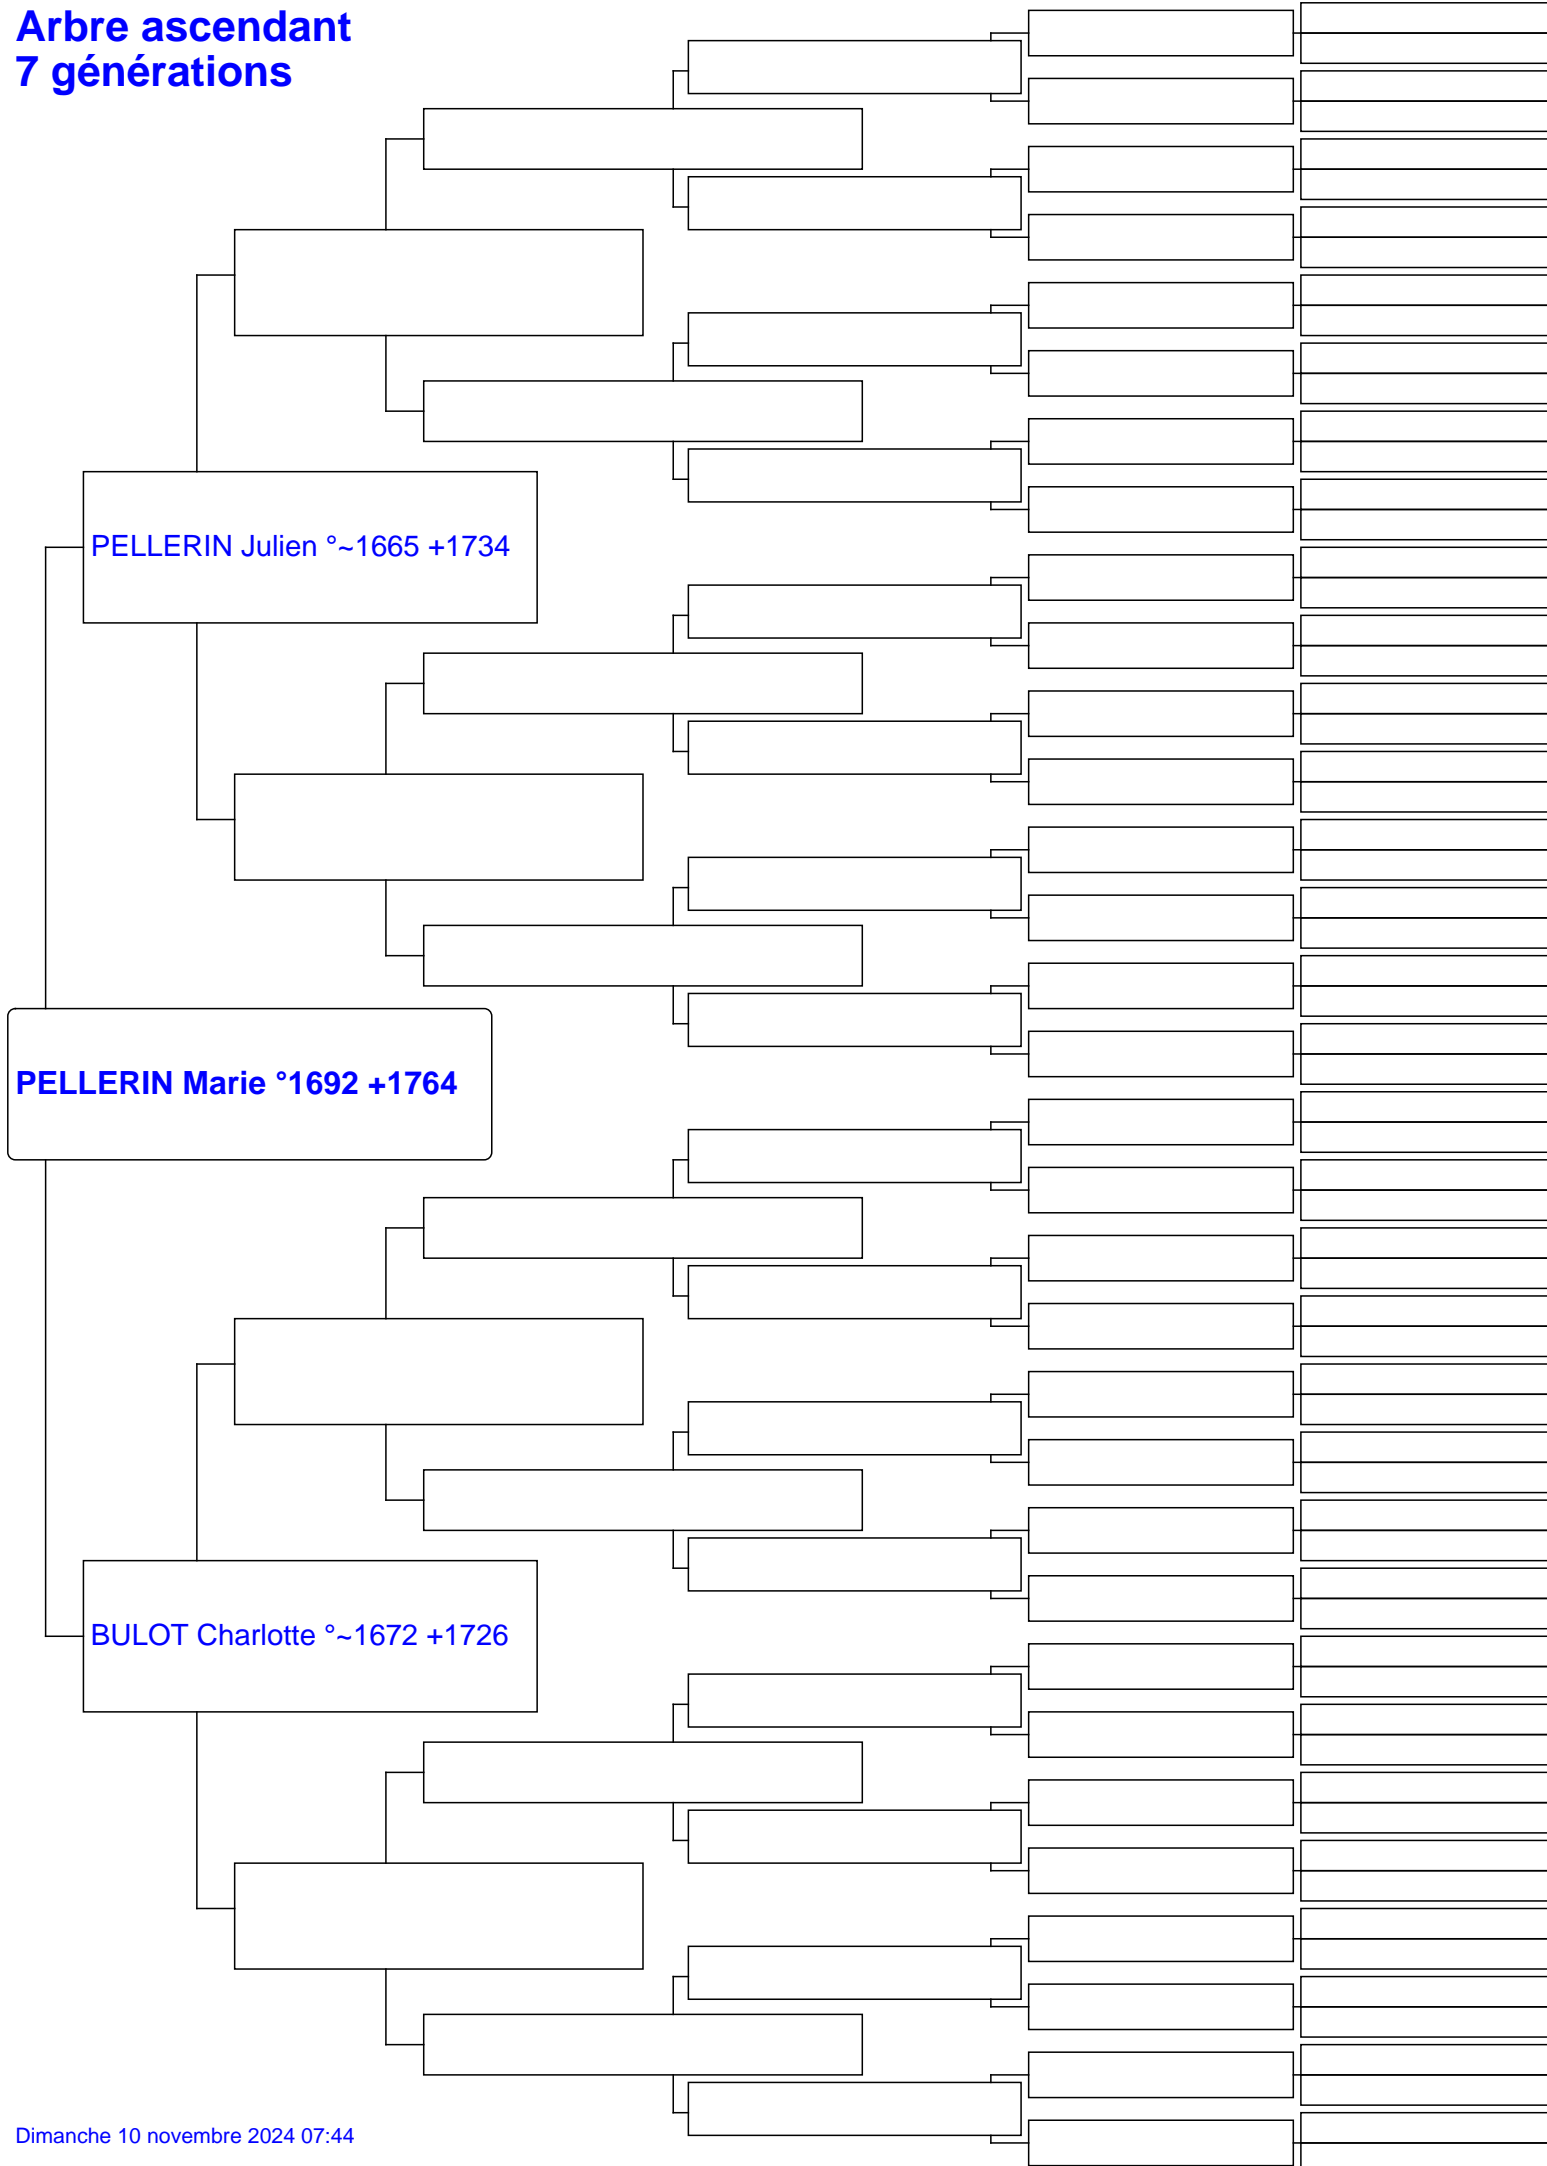 Arbre ascendant
7 générations
PELLERIN Julien °~1665 +1734
PELLERIN Marie °1692 +1764
BULOT Charlotte °~1672 +1726
Dimanche 10 novembre 2024 07:44